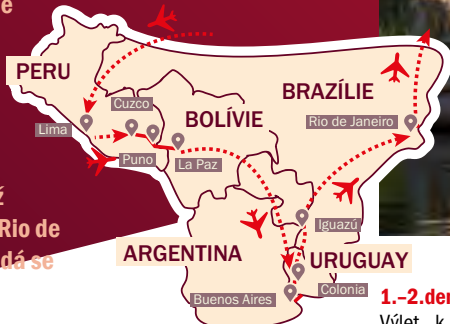 e
PERU
BRAZÍLIE
Cuzco
BOLÍVIE
Lima
Rio de Janeiro
Puno
La Paz
ž
Rio de
Iguazú
dá se
ARGENTINA
URUGUAY
Colonia
Buenos Aires
1.–2.den
Výlet k